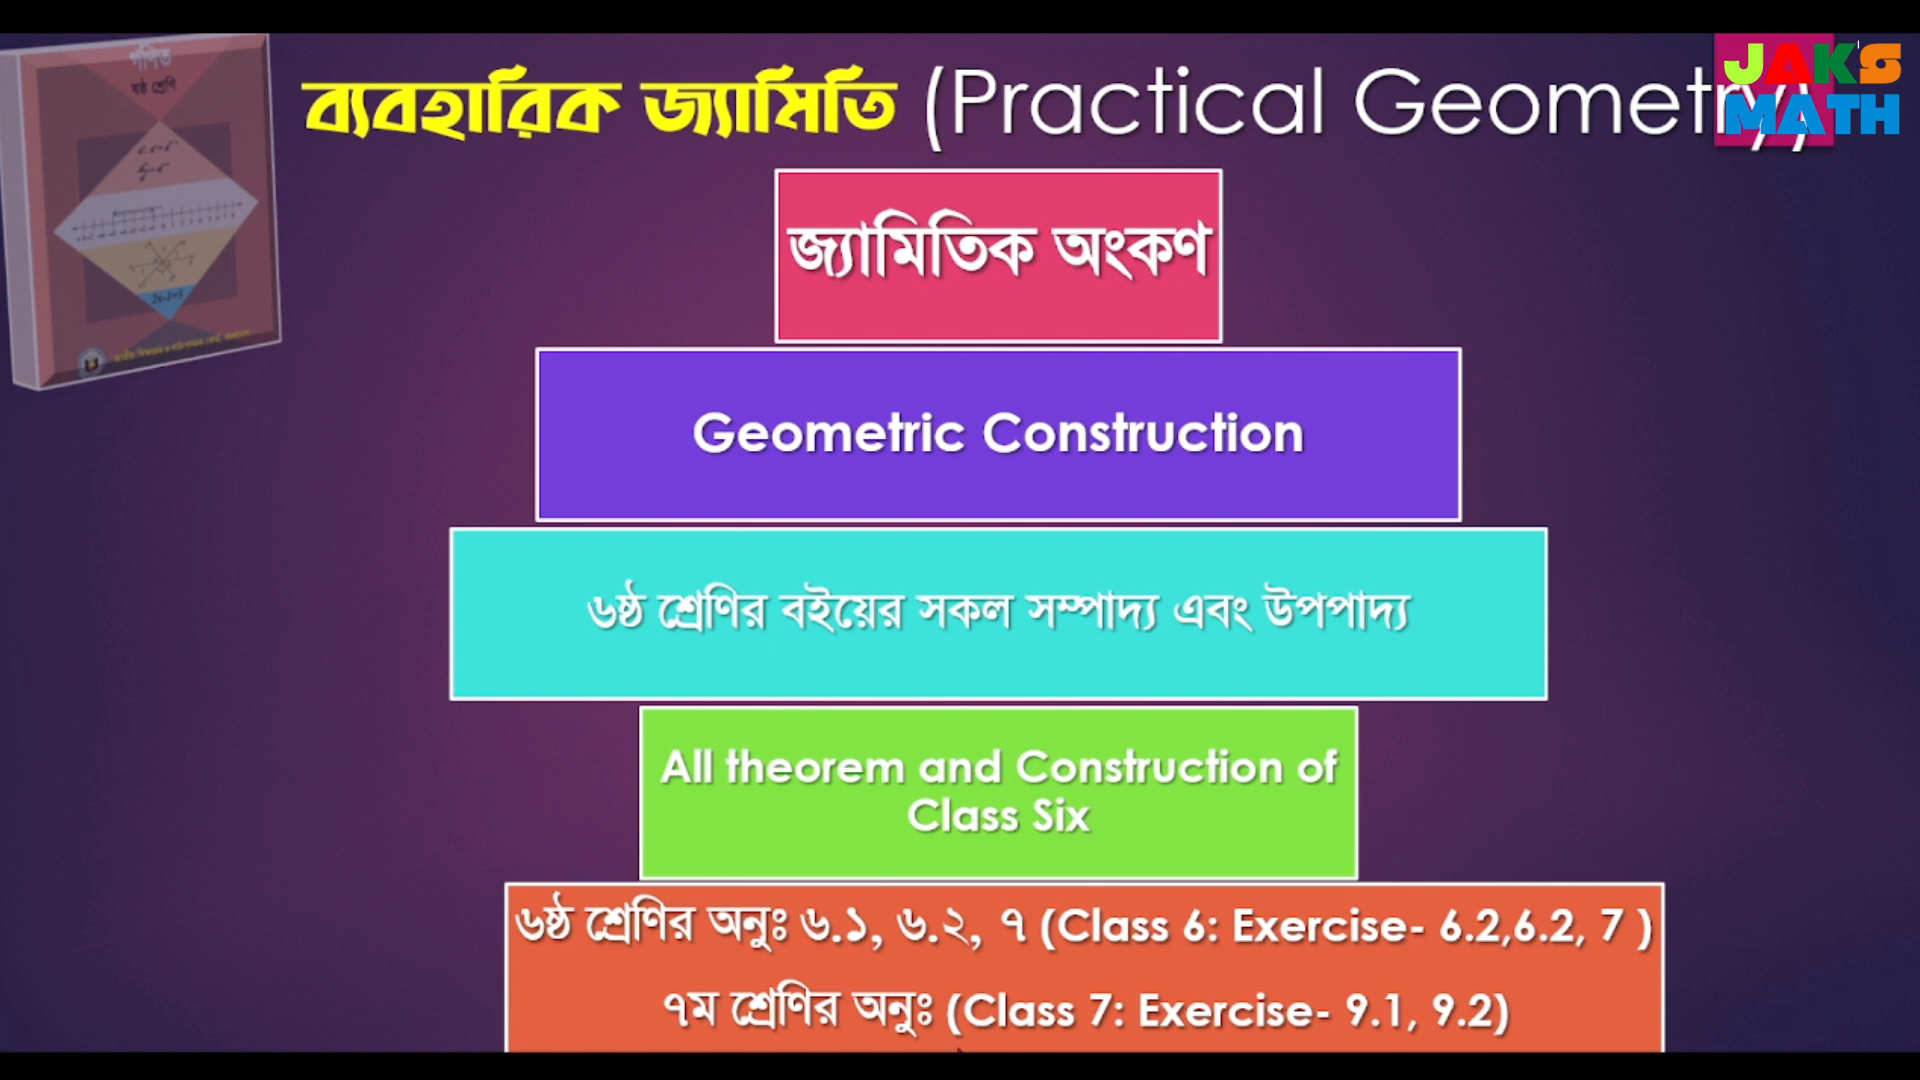 গণিত
ষষ্ঠ শ্রেণি
ব্যবহারিক জ্যামিতি (Practical Geometry)
JAK'S
MATH
জ্যামিতিক অংকণ
Geometric Construction
৬ষ্ঠ শ্রেণির বইয়ের সকল সম্পাদ্য এবং উপপাদ্য
All theorem and Construction of
Class Six
৬ষ্ঠ শ্রেণির অনুঃ ৬.১, ৬.২, ৭ (Class 6: Exercise- 6.2,6.2, 7 )
৭ম শ্রেণির অনুঃ (Class 7: Exercise- 9.1, 9.2)